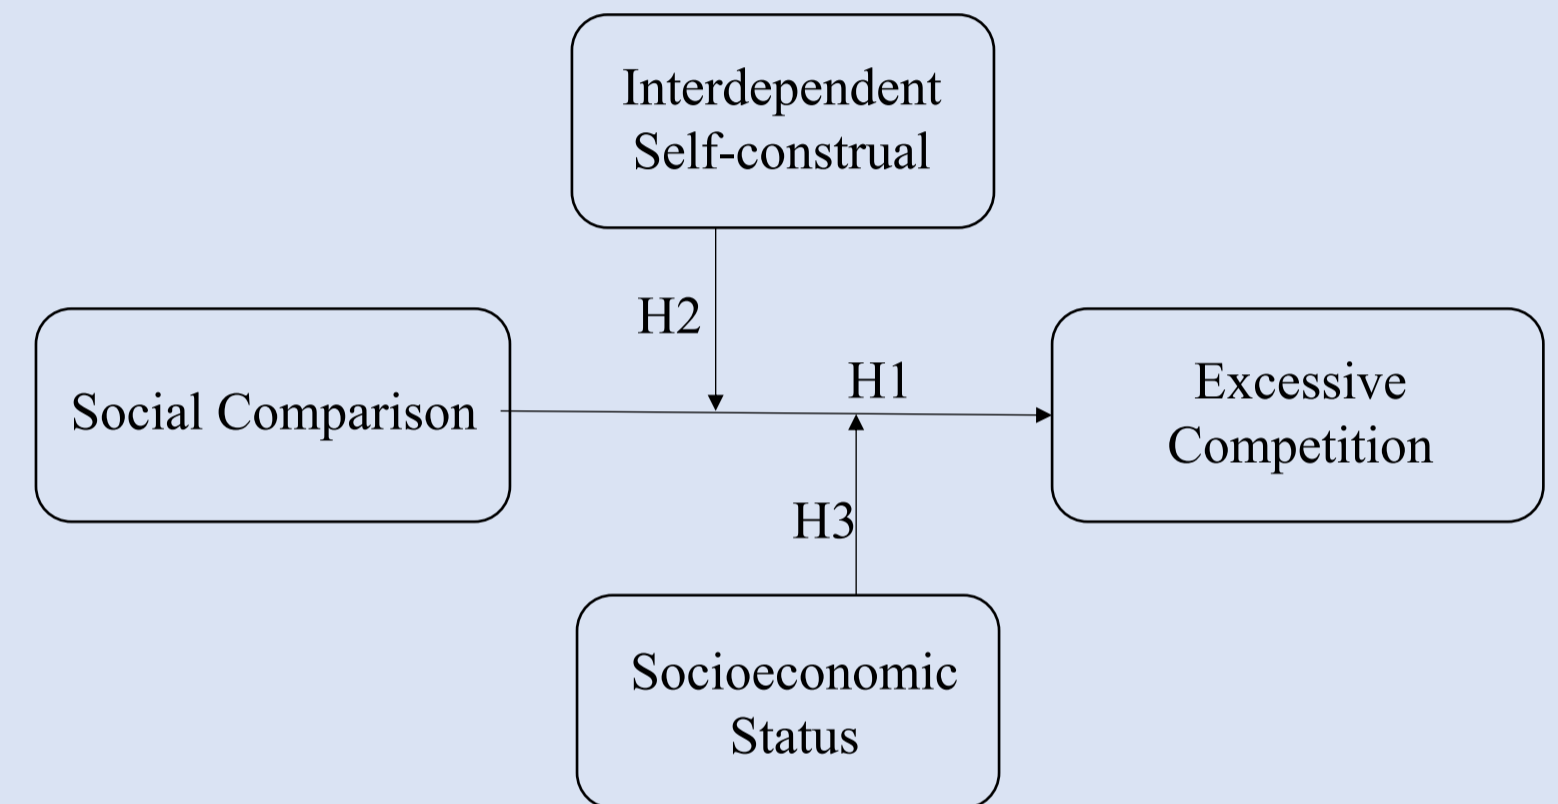 Interdependent
Self-construal
H2
H1
Social Comparison
Excessive
Competition
H3
Socioeconomic
Status